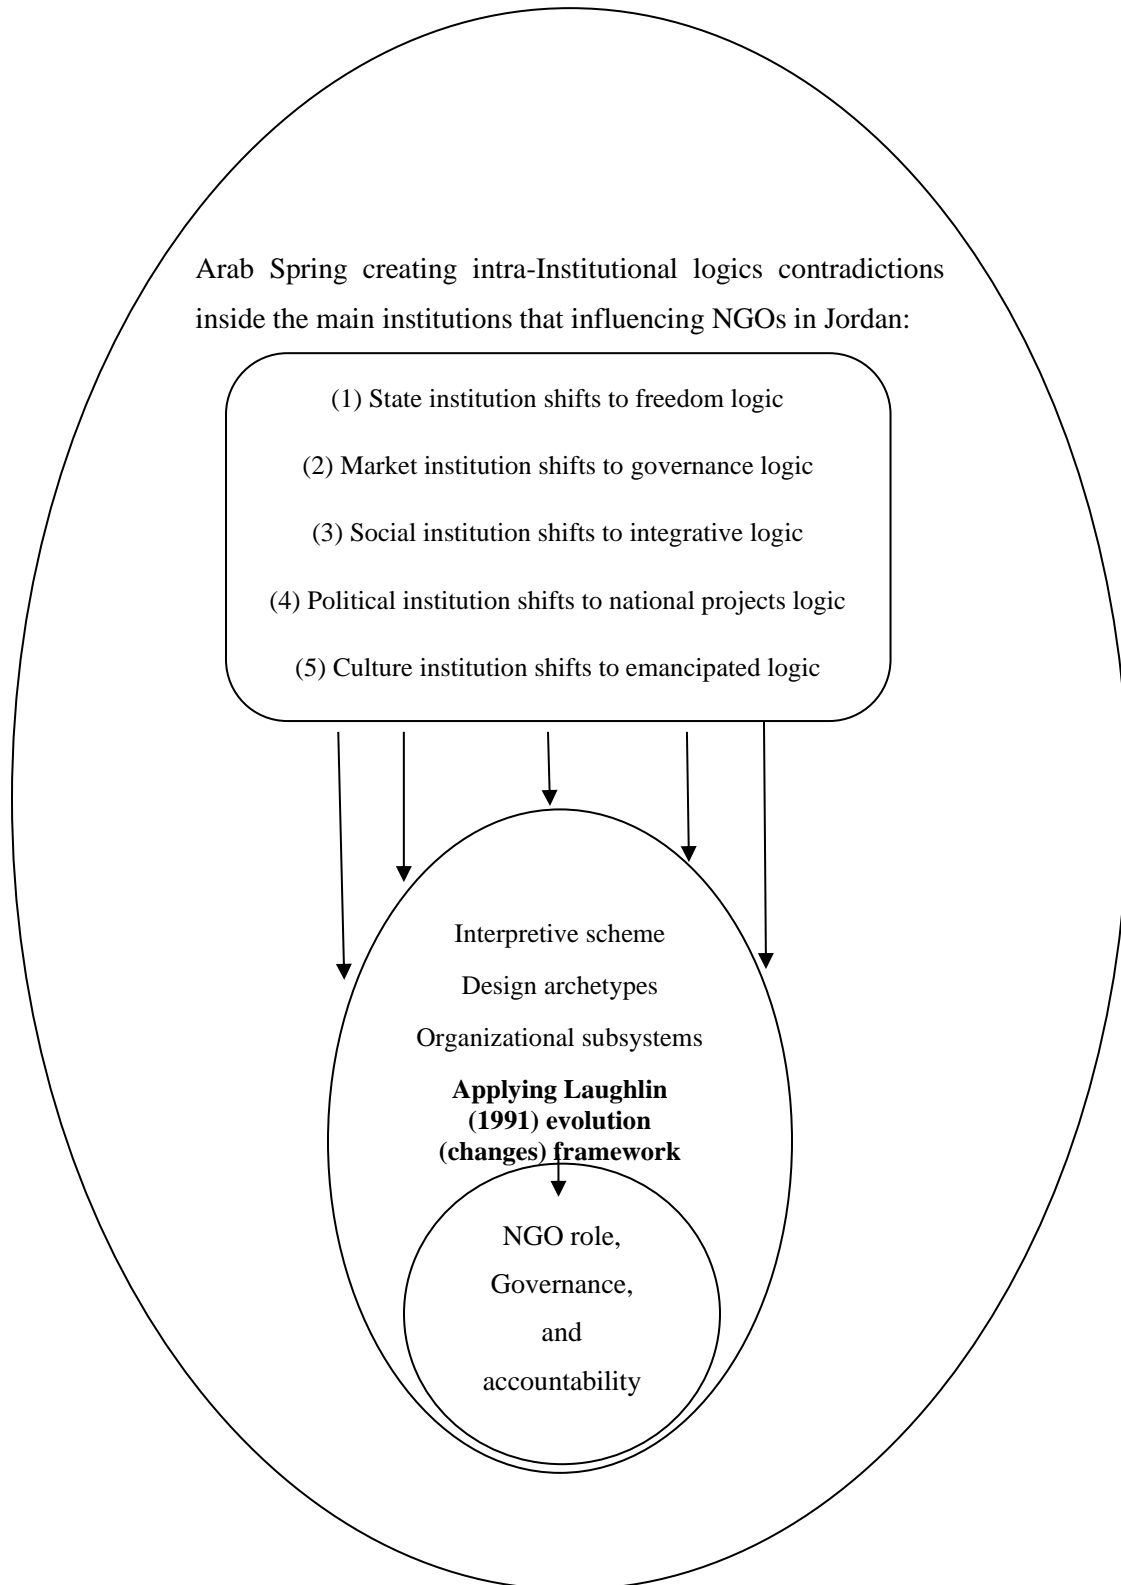 Arab Spring creating intra-Institutional logics contradictions
inside the main institutions that influencing NGOs in Jordan:
(1) State institution shifts to freedom logic
(2) Market institution shifts to governance logic
(3) Social institution shifts to integrative logic
(4) Political institution shifts to national projects logic
(5) Culture institution shifts to emancipated logic
Interpretive scheme
Design archetypes
Organizational subsystems
Applying Laughlin
(1991) evolution
(changes) framework
NGO role,
Governance,
and
accountability